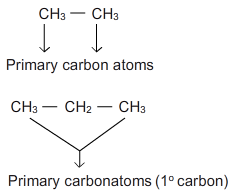 CH₃ — CH₃
Primary carbon atoms
CH₃ — CH₂ — CH₃
Primary carbonatoms (1° carbon)